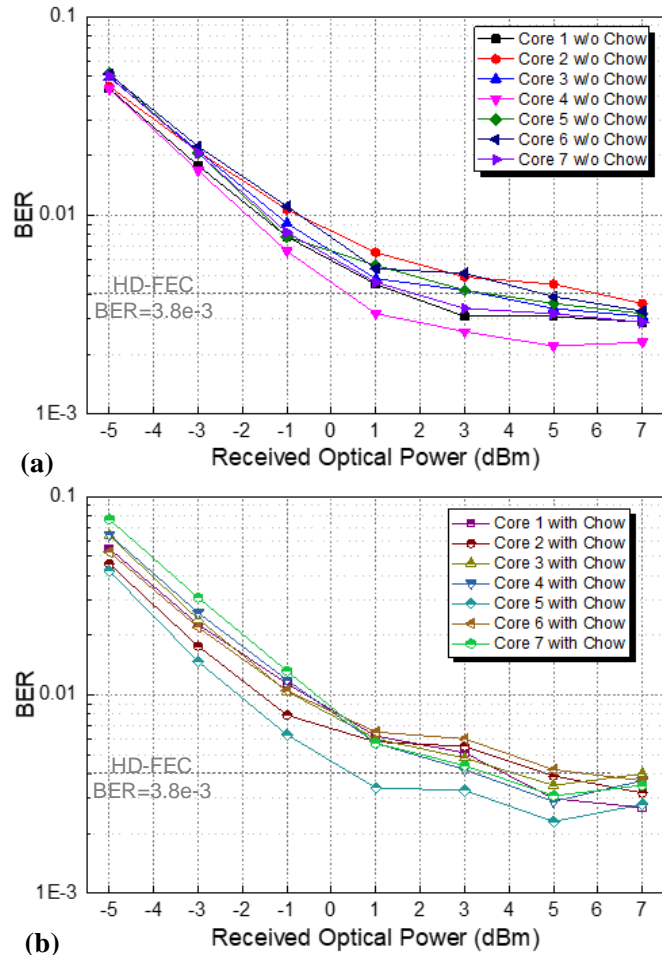 0.1
Core 1 w/o Chow
Core 2 w/o Chow
Core 3 w/o Chow
Core 4 w/o Chow
Core 5 w/o Chow
Core 6 w/o Chow
Core 7 w/o Chow
BER
0.01
HD-FEC
BER=3.8e-3
1E-3
-5 -4 -3 -2 -1 0 1 2 3 4 5 6 7
(a) Received Optical Power (dBm)
0.1
Core 1 with Chow
Core 2 with Chow
Core 3 with Chow
Core 4 with Chow
Core 5 with Chow
Core 6 with Chow
Core 7 with Chow
BER
0.01
HD-FEC
BER=3.8e-3
1E-3
-5 -4 -3 -2 -1 0 1 2 3 4 5 6 7
(b) Received Optical Power (dBm)